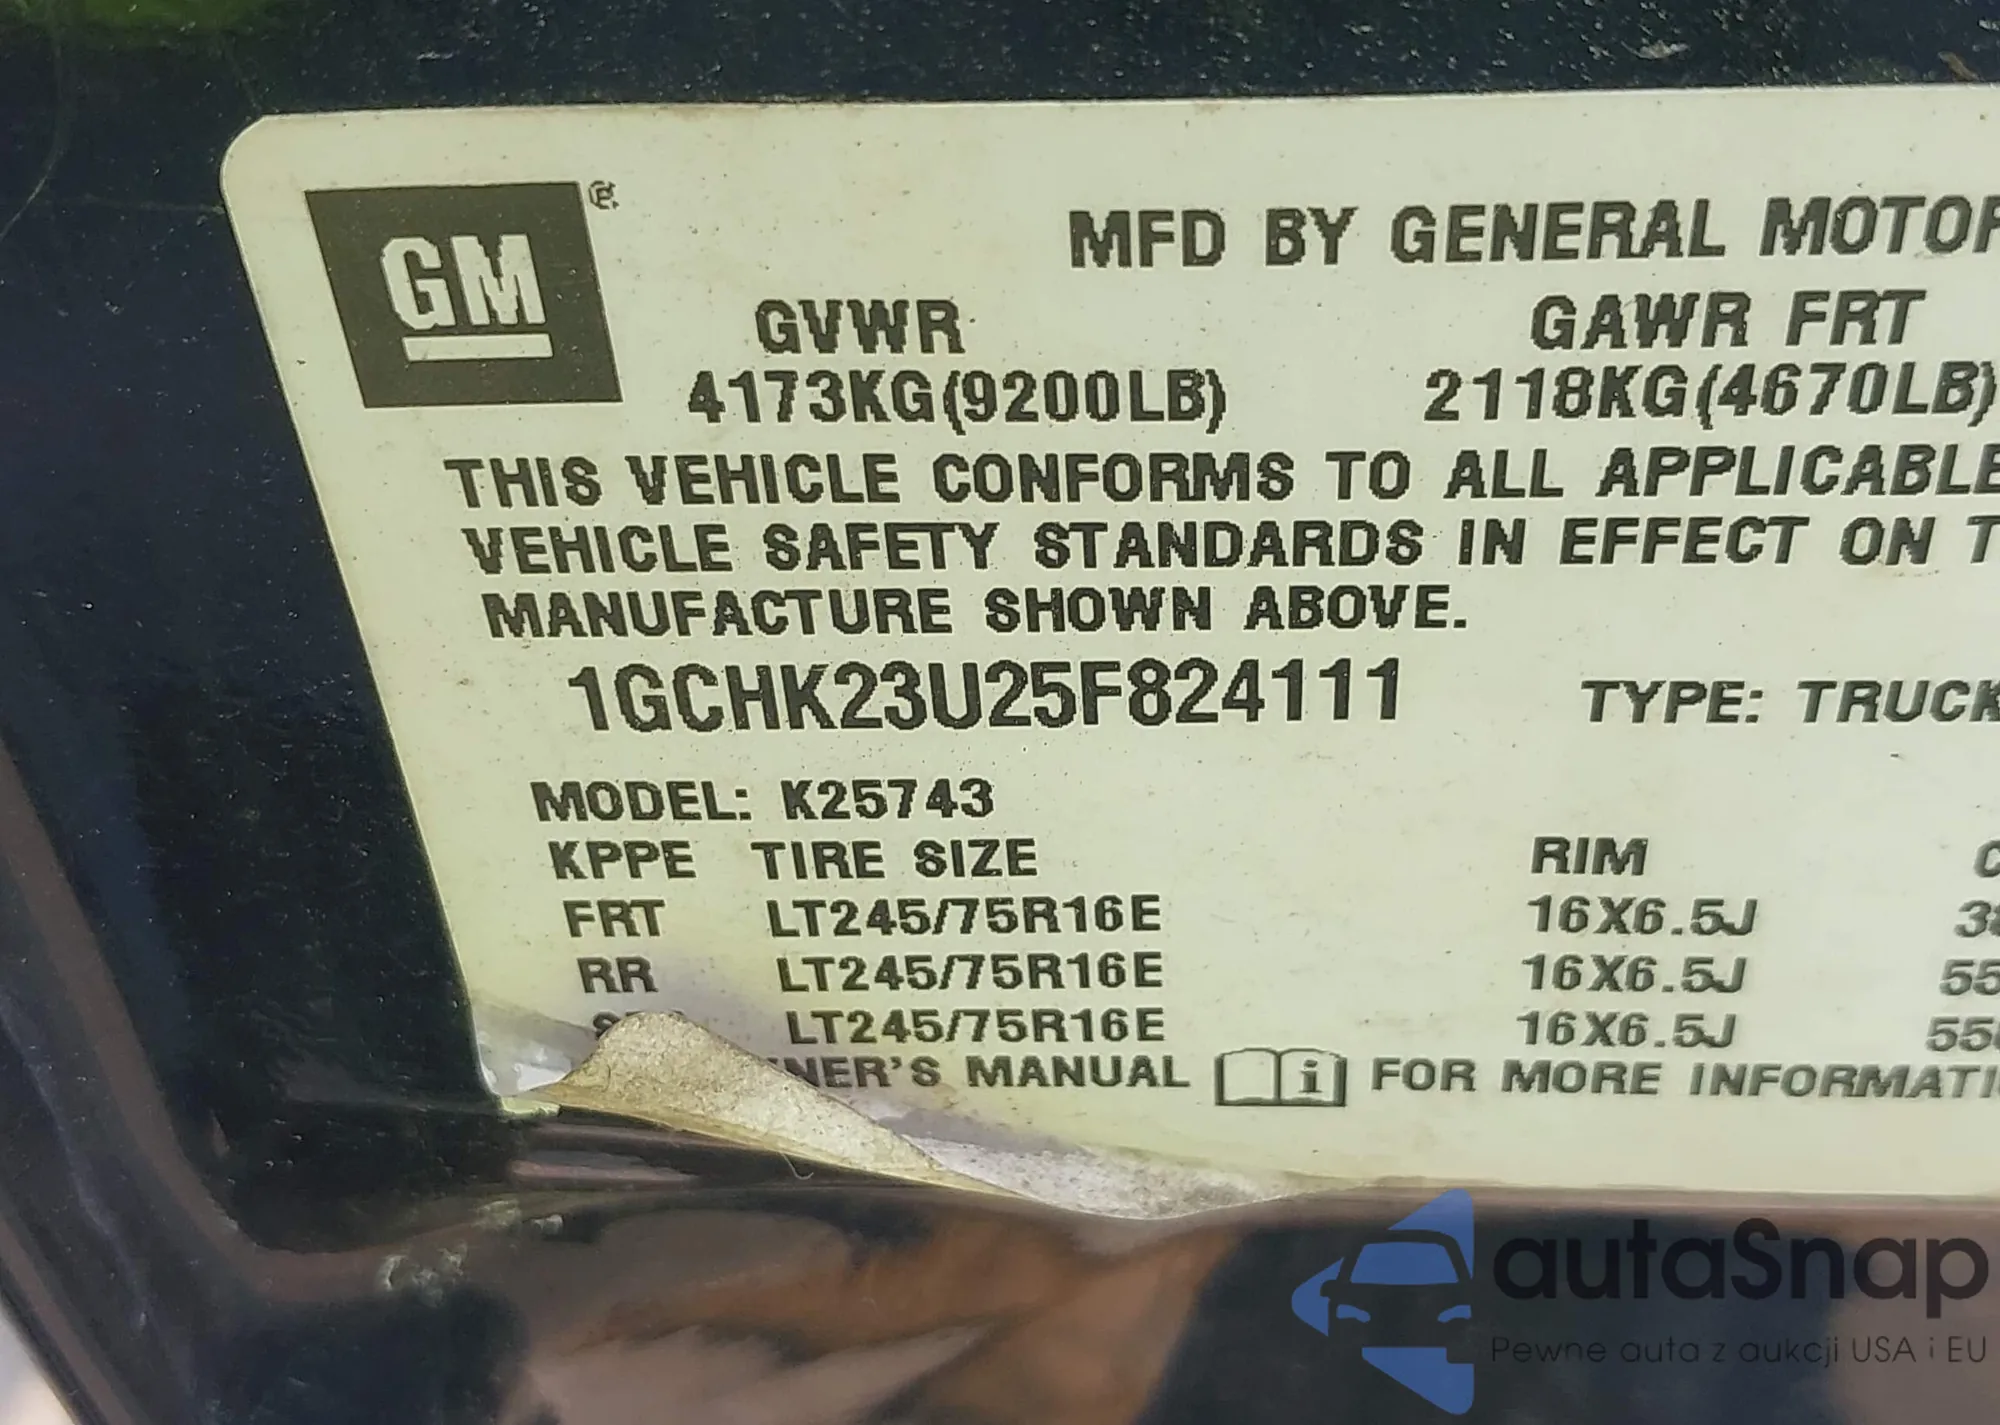 GM
MFD BY GENERAL MOTOR
GVWR GAWR FRT
4173KG(9200LB) 2118KG(4670LB)
THIS VEHICLE CONFORMS TO ALL APPLICABLE
VEHICLE SAFETY STANDARDS IN EFFECT ON T
MANUFACTURE SHOWN ABOVE.
1GCHK23U25F824111 TYPE: TRUCK
MODEL: K25743
KPPE TIRE SIZE RIM
FRT LT245/75R16E 16X6.5J
RR LT245/75R16E 16X6.5J 55
LT245/75R16E 16X6.5J 55
NER'S MANUAL i FOR MORE INFORMATI
autaSnap
Pewne auta z aukcji USA i EU